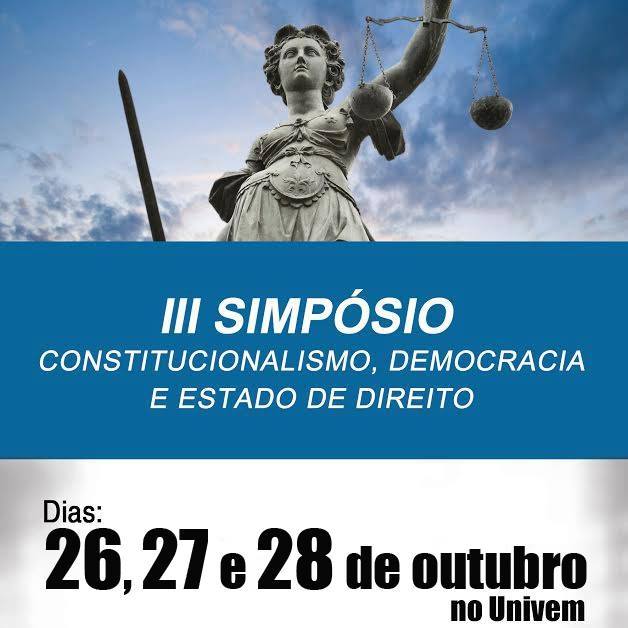 III SIMPÓSIO
CONSTITUCIONALISMO, DEMOCRACIA
E ESTADO DE DIREITO
Dias:
26, 27 e 28 de outubro
no Univem